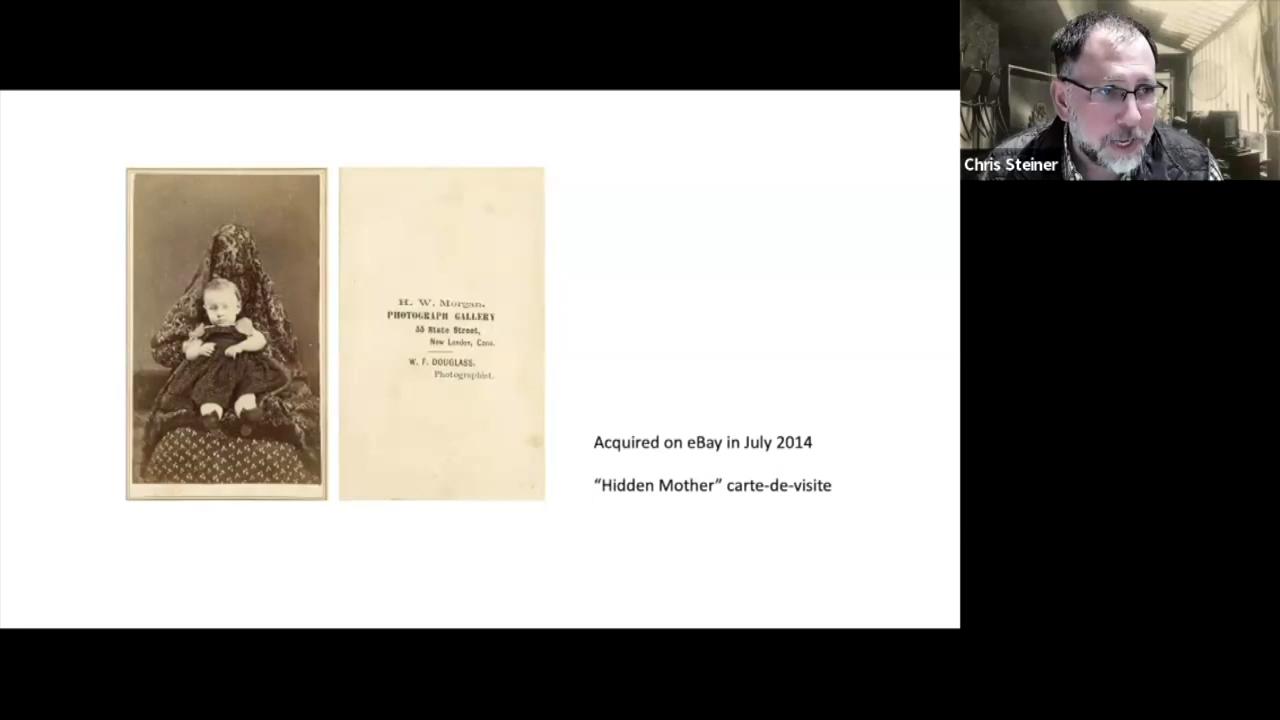 Chris Steiner
H. W. Morgan.
PHOTOGRAPH GALLERY
55 State Street,
New London, Conn.
W. F. DOUGLASS.
Photographist.
Acquired on eBay in July 2014
“Hidden Mother” carte-de-visite